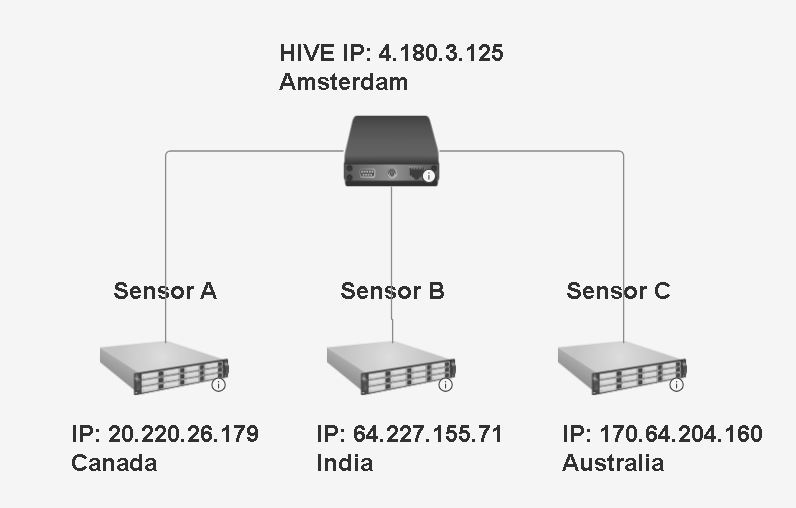 HIVE IP: 4.180.3.125
Amsterdam
Sensor A
Sensor B
Sensor C
IP: 20.220.26.179
Canada
IP: 64.227.155.71
India
IP: 170.64.204.160
Australia